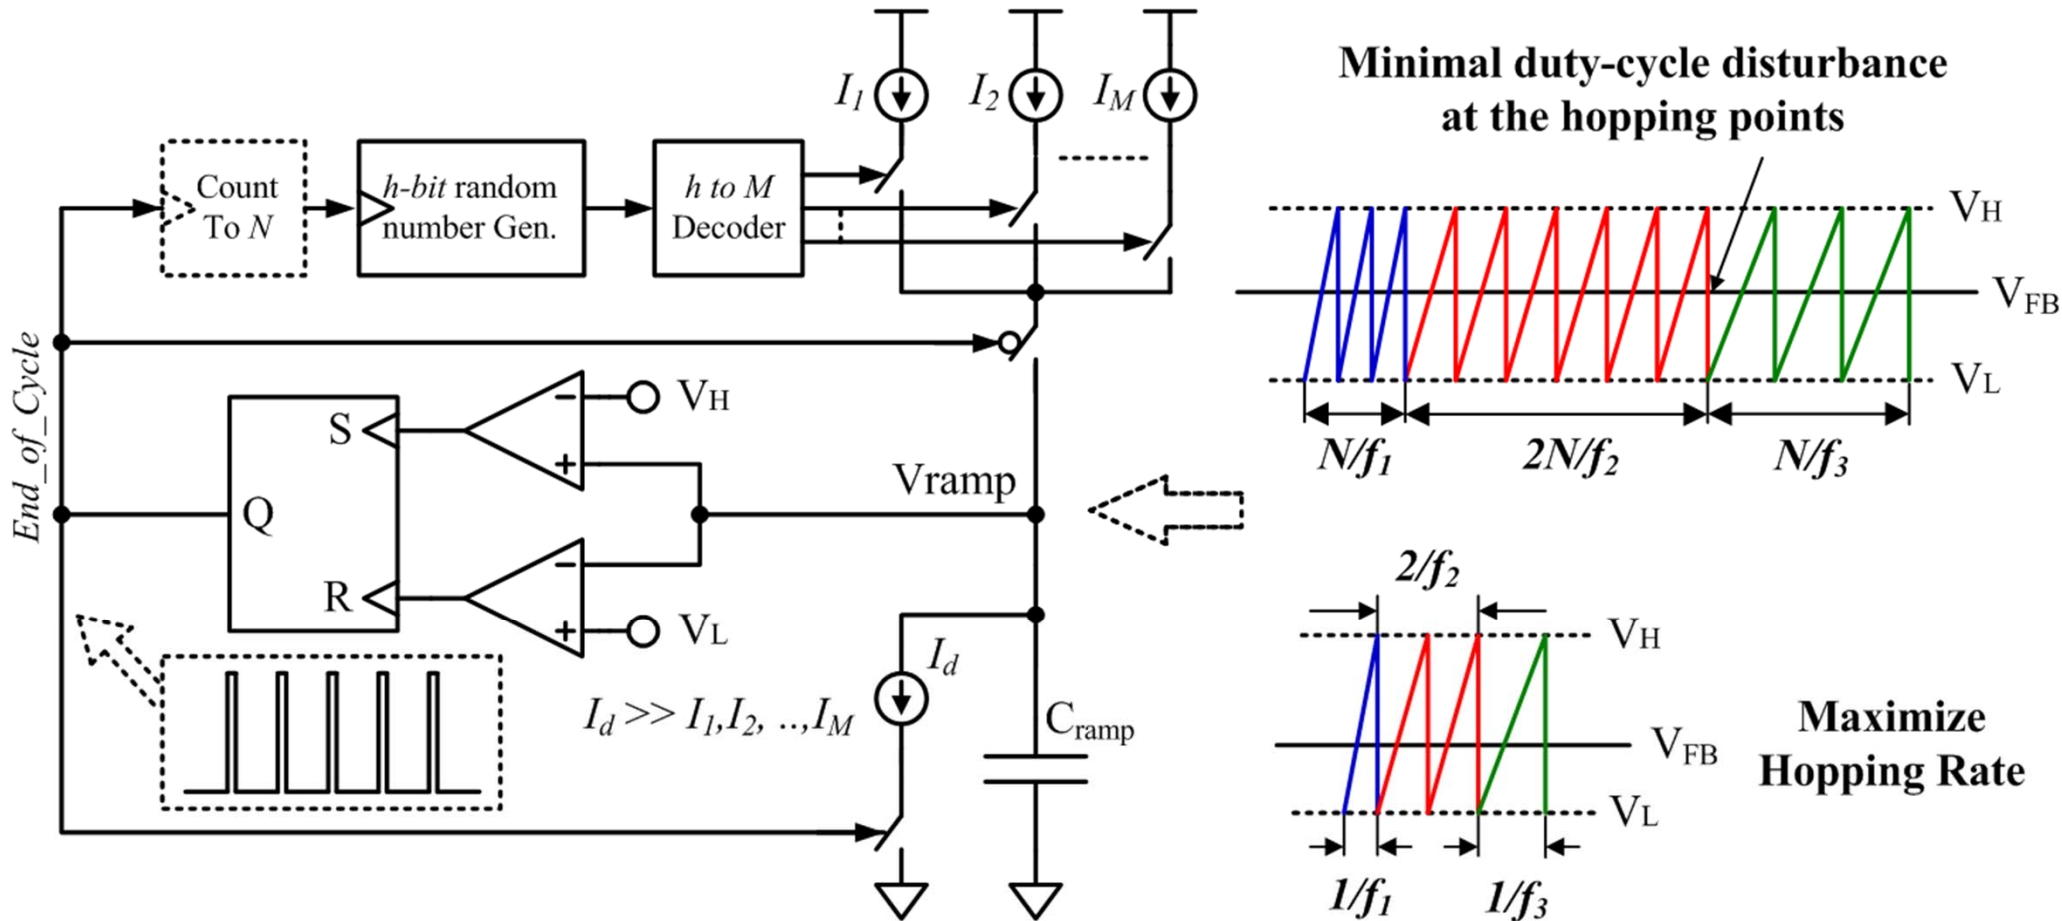 I1
I2
IM
Minimal duty-cycle disturbance
at the hopping points
Count
To N
h-bit random
number Gen.
h to M
Decoder
VH
VFB
VL
N/f1
2N/f2
N/f3
End_of_Cycle
S
Q
R
-
VH
+
Vramp
-
+
VL
Id
Id >> I1,I2, ..,IM
Cramp
2/f2
VH
VFB
VL
1/f1
1/f3
Maximize
Hopping Rate